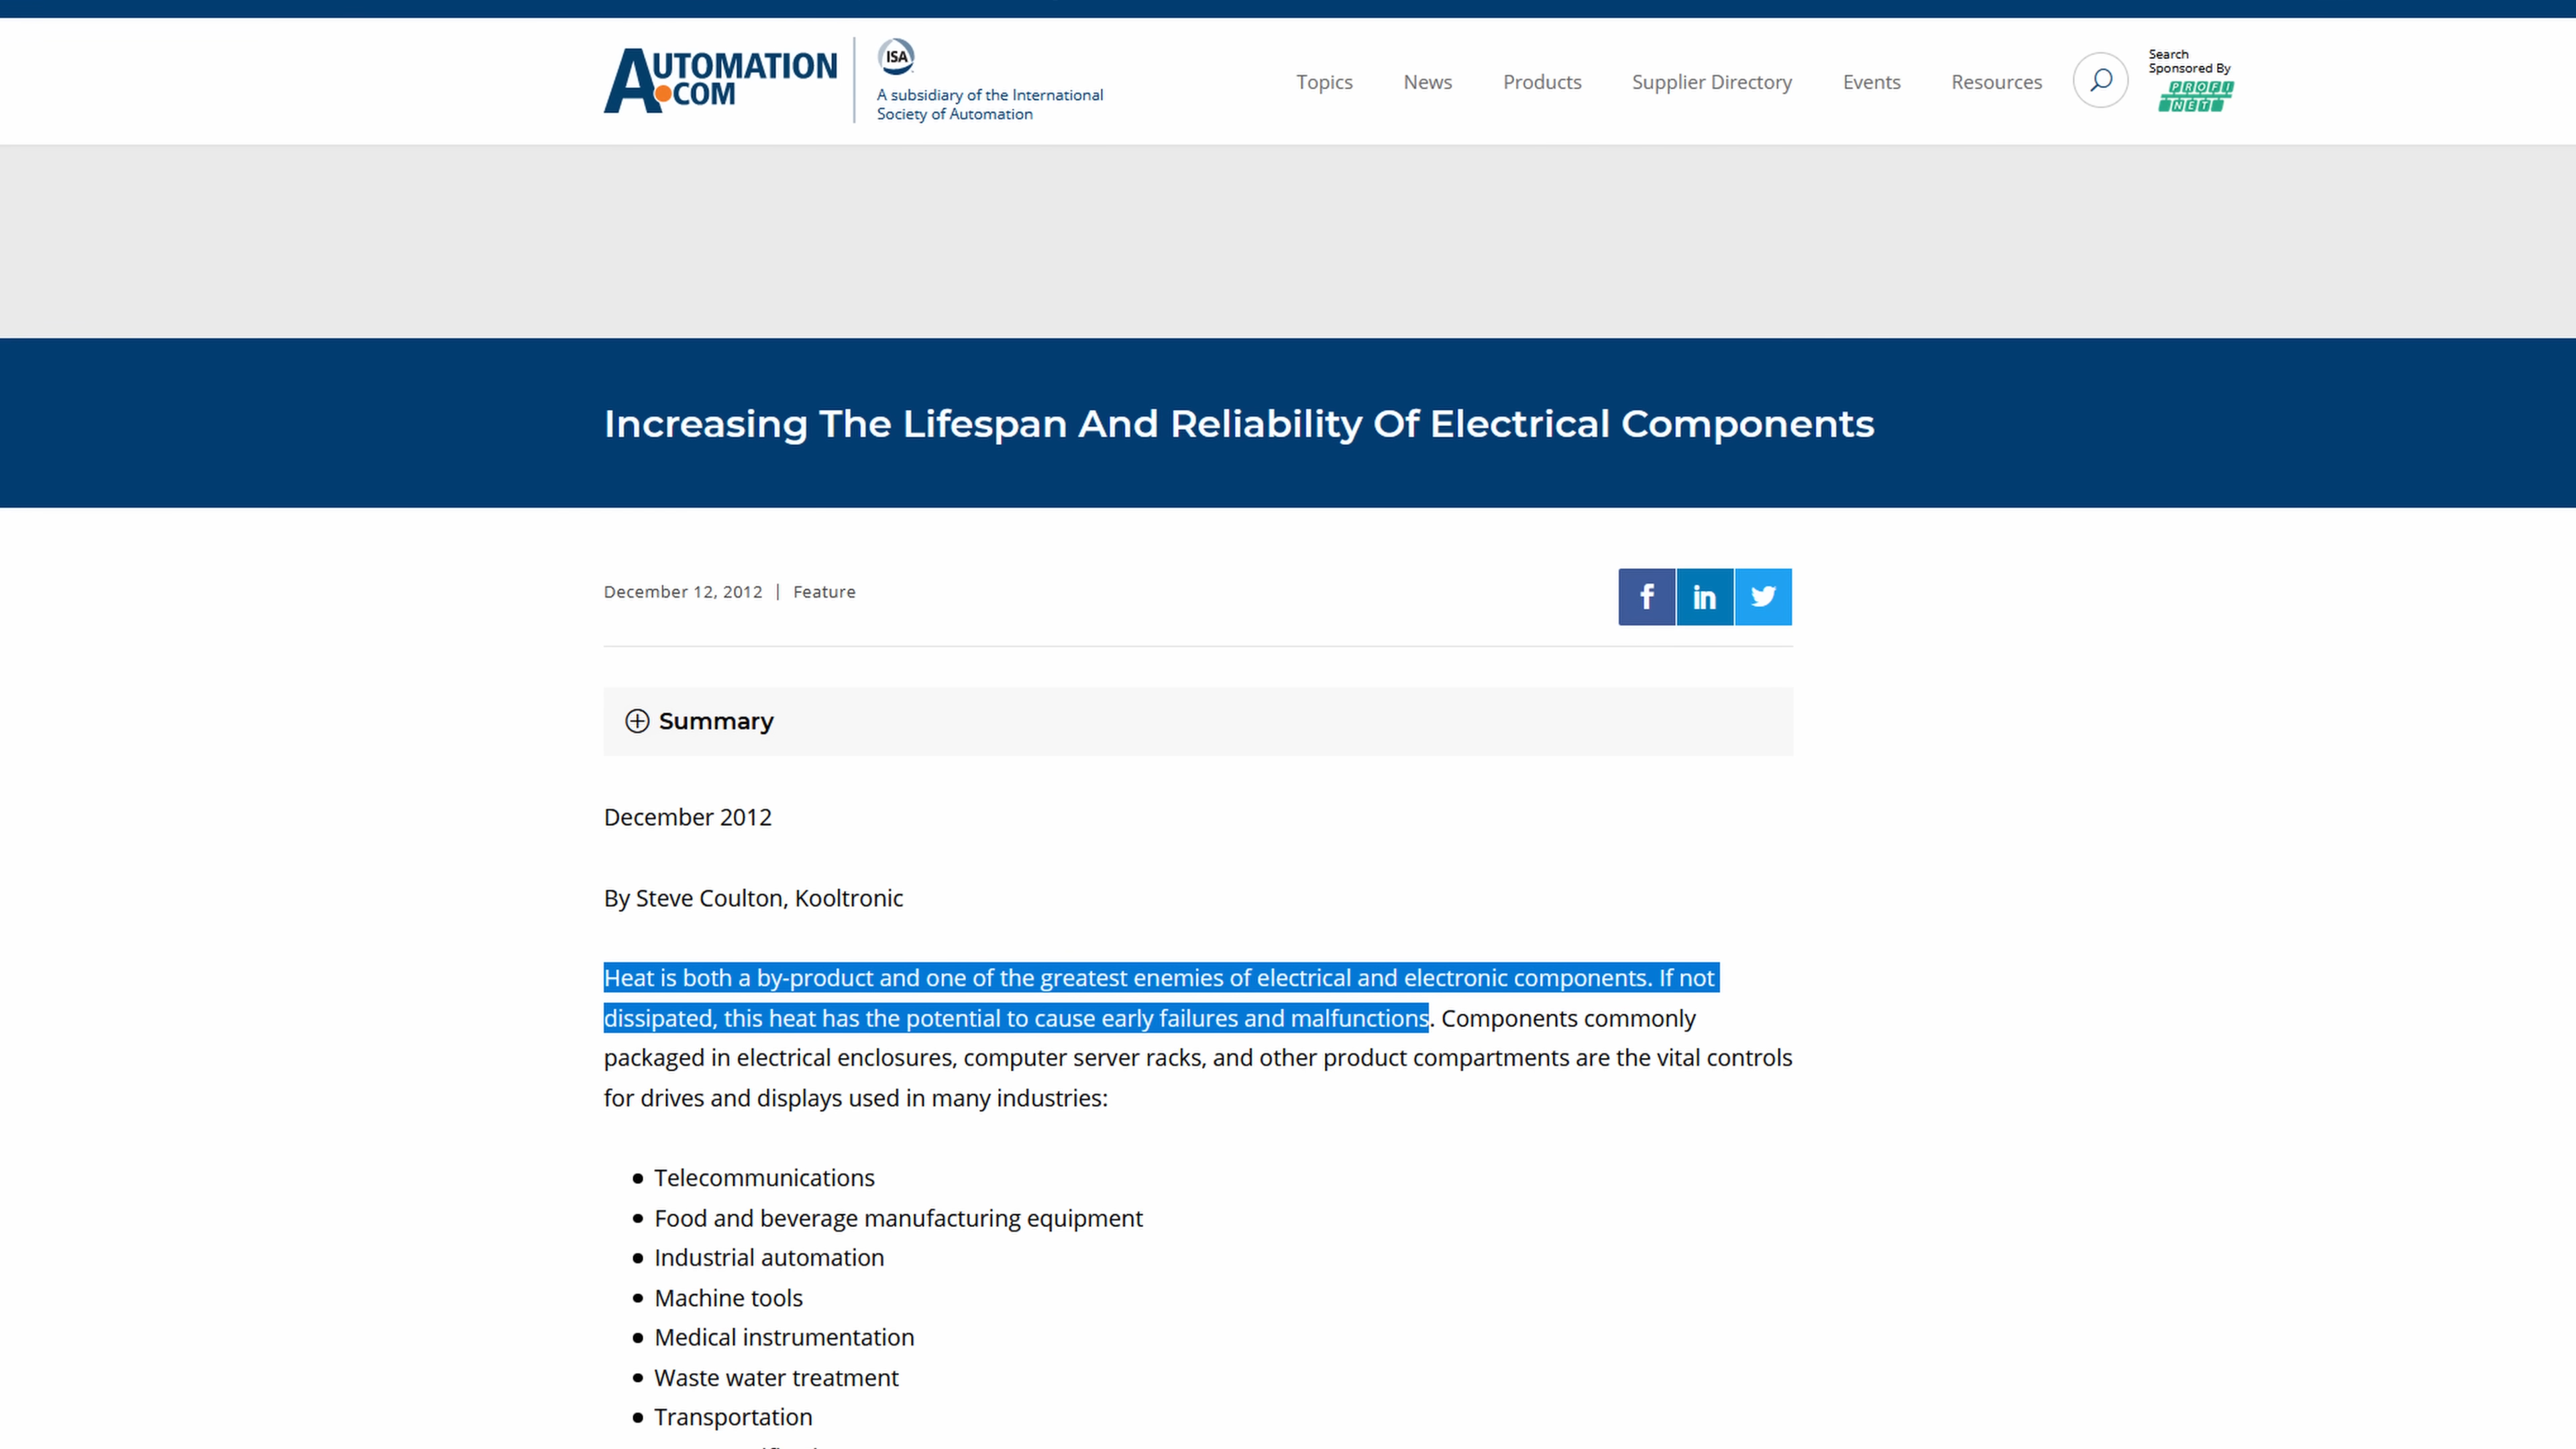 AUTOMATION
.COM
ISA
A subsidiary of the International
Society of Automation
Topics
News
Products
Supplier Directory
Events
Resources
Search
Sponsored By
PROFI
NET
Increasing The Lifespan And Reliability Of Electrical Components
December 12, 2012 | Feature
f
in
Summary
December 2012
By Steve Coulton, Kooltronic
Heat is both a by-product and one of the greatest enemies of electrical and electronic components. If not
dissipated, this heat has the potential to cause early failures and malfunctions. Components commonly
packaged in electrical enclosures, computer server racks, and other product compartments are the vital controls
for drives and displays used in many industries:
• Telecommunications
• Food and beverage manufacturing equipment
• Industrial automation
• Machine tools
• Medical instrumentation
• Waste water treatment
• Transportation